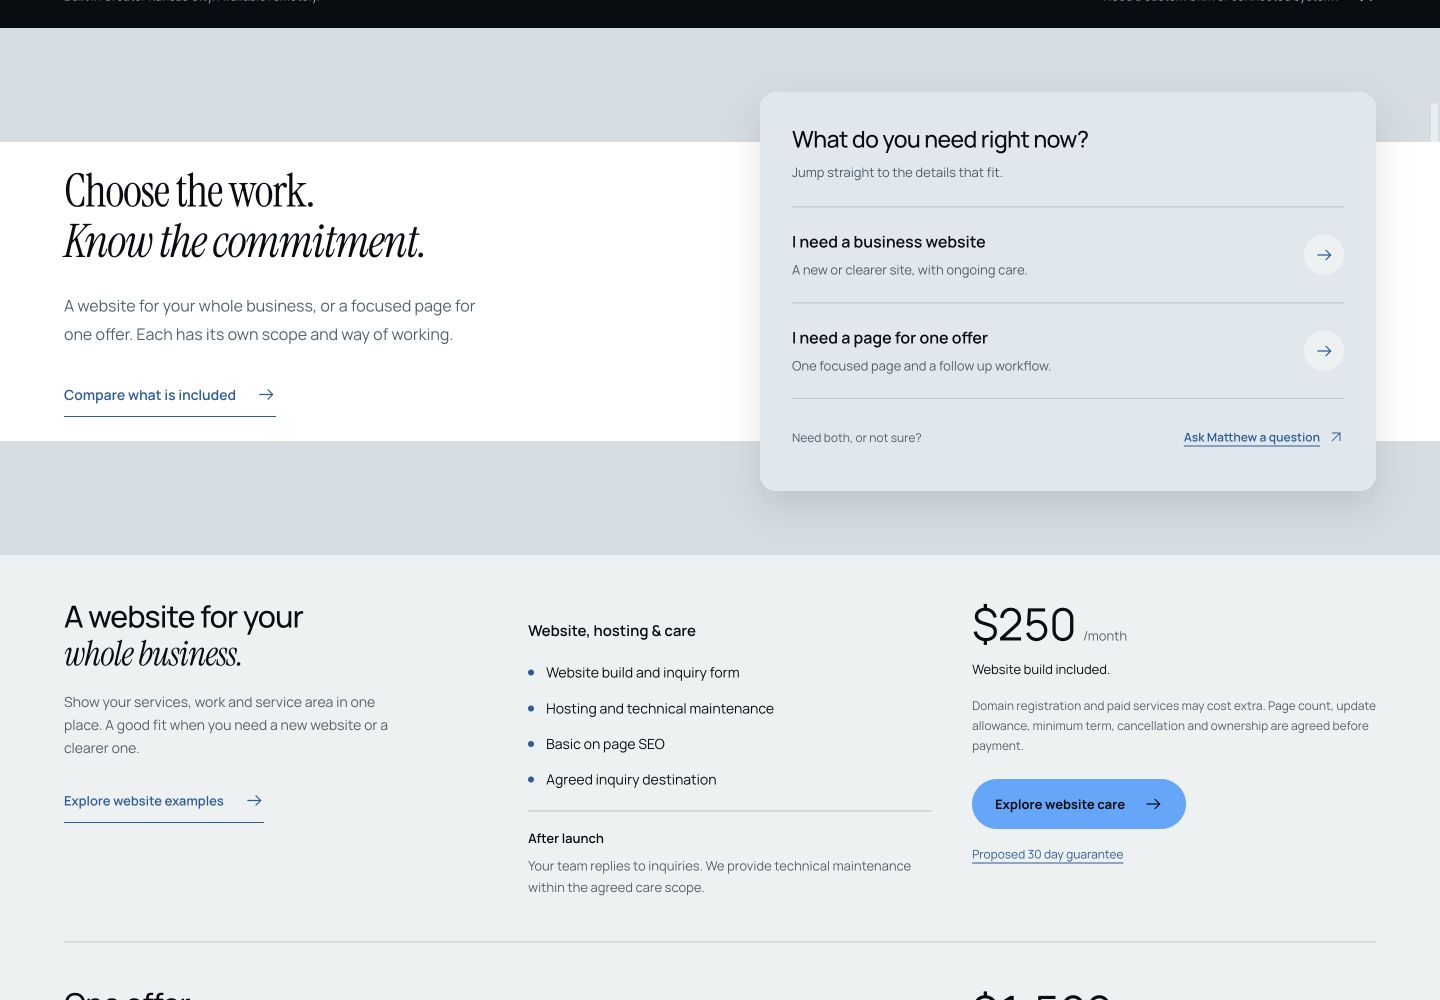 Choose the work.
Know the commitment.
A website for your whole business, or a focused page for
one offer. Each has its own scope and way of working.
Compare what is included
What do you need right now?
Jump straight to the details that fit.
I need a business website
A new or clearer site, with ongoing care.
I need a page for one offer
One focused page and a follow up workflow.
Need both, or not sure?
Ask Matthew a question
A website for your
whole business.
Show your services, work and service area in one
place. A good fit when you need a new website or a
clearer one.
Explore website examples
Website, hosting & care
Website build and inquiry form
Hosting and technical maintenance
Basic on page SEO
Agreed inquiry destination
After launch
Your team replies to inquiries. We provide technical maintenance
within the agreed care scope.
$250 /month
Website build included.
Domain registration and paid services may cost extra. Page count, update
allowance, minimum term, cancellation and ownership are agreed before
payment.
Explore website care
Proposed 30 day guarantee
One offer